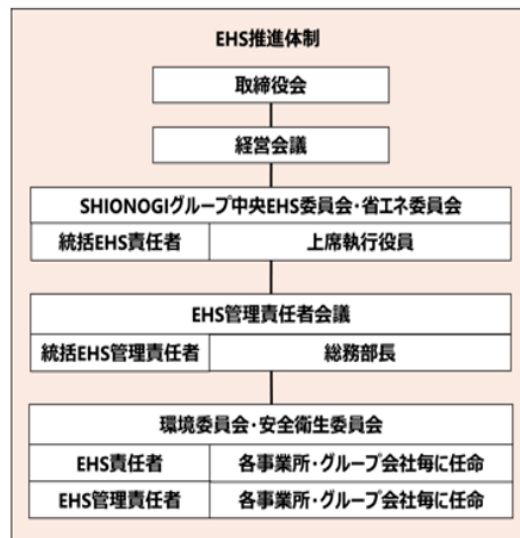 EHS推進体制
取締役会
経営会議
SHIONOGIグループ中央EHS委員会・省エネ委員会
統括EHS責任者 上席執行役員
EHS管理責任者会議
統括EHS管理責任者 総務部長
環境委員会・安全衛生委員会
EHS責任者 各事業所・グループ会社毎に任命
EHS管理責任者 各事業所・グループ会社毎に任命